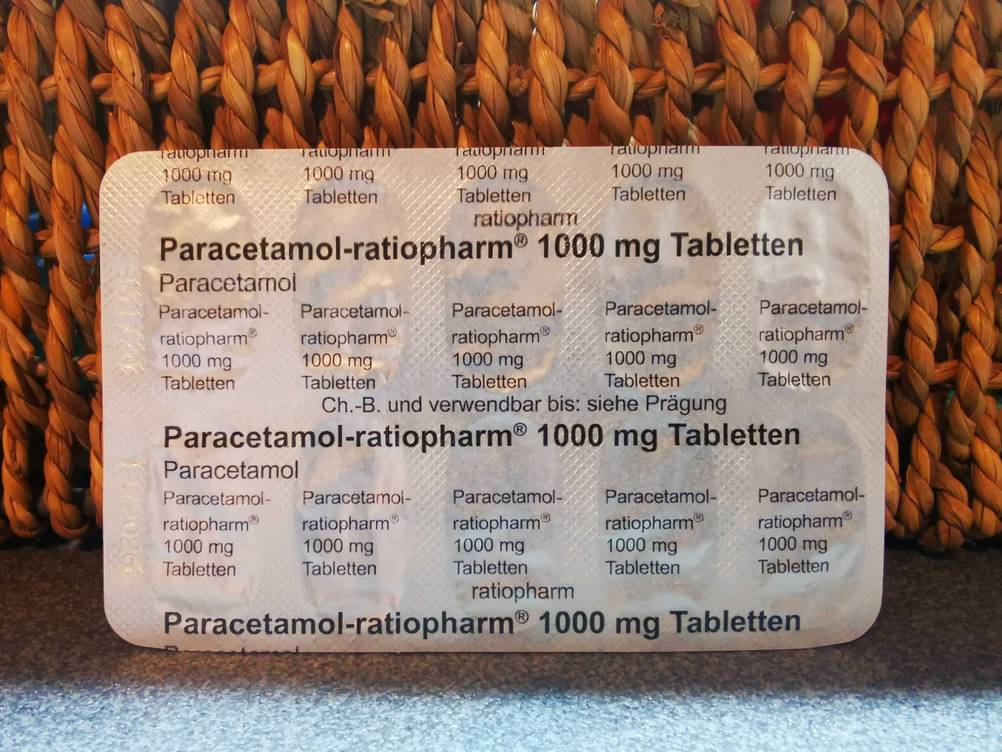 ratiopharm ratiopharm ratiopharm ratiopharm ratiopharm
1000 mg 1000 mg 1000 mg 1000 mg 1000 mg
Tabletten Tabletten Tabletten Tabletten Tabletten
ratiopharm
Paracetamol-ratiopharm® 1000 mg Tabletten
Paracetamol
Paracetamol- Paracetamol- Paracetamol- Paracetamol- Paracetamol-
ratiopharm® ratiopharm® ratiopharm® ratiopharm® ratiopharm®
1000 mg 1000 mg 1000 mg 1000 mg 1000 mg
Tabletten Tabletten Tabletten Tabletten Tabletten
Ch.-B. und verwendbar bis: siehe Prägung
Paracetamol-ratiopharm® 1000 mg Tabletten
Paracetamol
Paracetamol- Paracetamol- Paracetamol- Paracetamol- Paracetamol-
ratiopharm® ratiopharm® ratiopharm® ratiopharm® ratiopharm®
1000 mg 1000 mg 1000 mg 1000 mg 1000 mg
Tabletten Tabletten Tabletten Tabletten Tabletten
ratiopharm
Paracetamol-ratiopharm® 1000 mg Tabletten
Paracetamol